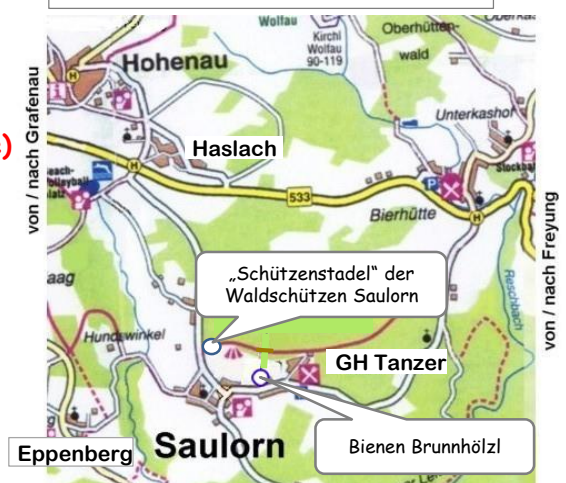 Wolfau
Kirchl
Wolfau
90-119
Oberhütten-
wald
Hohenau
H
Unterkashof
von / nach Grafenau
)
Haslach
H
533
P
Bierhütte
H
von / nach Freyung
Reschbach
„Schützenstadel“ der
Waldschützen Saulorn
Hundswinkel
GH Tanzer
Eppenberg
Saulorn
Bienen Brunnhölzl